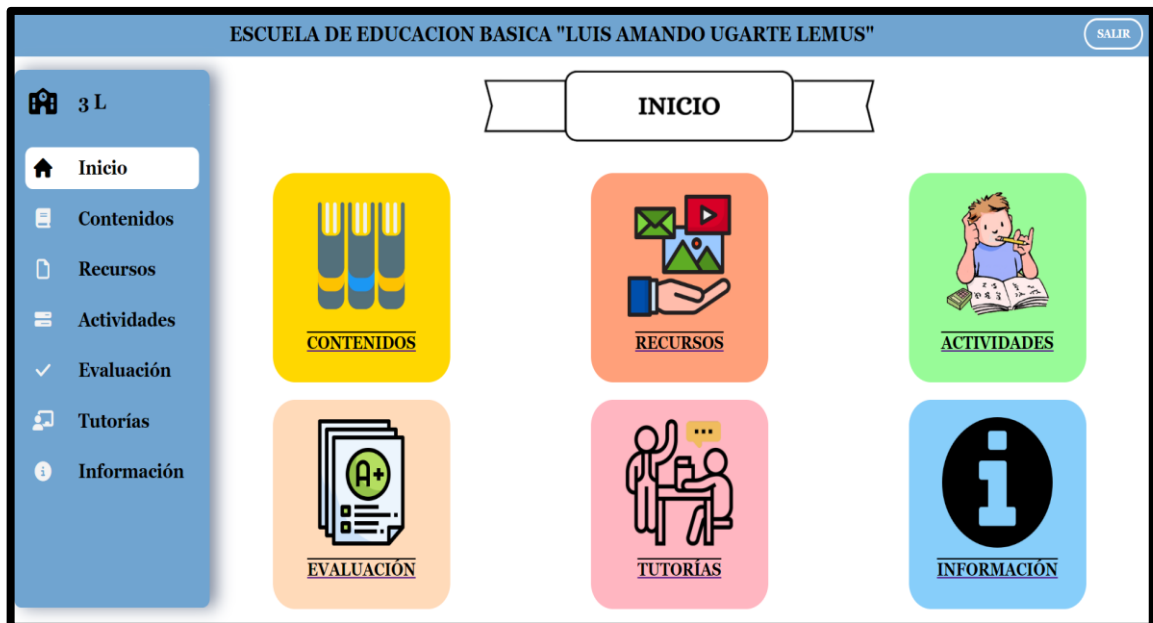 ESCUELA DE EDUCACION BASICA "LUIS AMANDO UGARTE LEMUS"
SALIR
3 L
Inicio
Contenidos
Recursos
Actividades
Evaluación
Tutorías
Información
INICIO
CONTENIDOS
RECURSOS
ACTIVIDADES
A+
EVALUACIÓN
TUTORÍAS
INFORMACIÓN